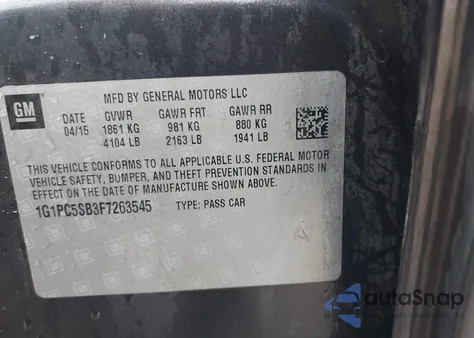 GM
MFD BY GENERAL MOTORS LLC
DATE GVWR GAWR FRT GAWR RR
04/15 1861 KG 981 KG 880 KG
4104 LB 2163 LB 1941 LB
THIS VEHICLE CONFORMS TO ALL APPLICABLE U.S. FEDERAL MOTOR
VEHICLE SAFETY, BUMPER, AND THEFT PREVENTION STANDARDS IN
EFFECT ON THE DATE OF MANUFACTURE SHOWN ABOVE.
1G1PC5SB3F7263545 TYPE: PASS CAR
autoSnap